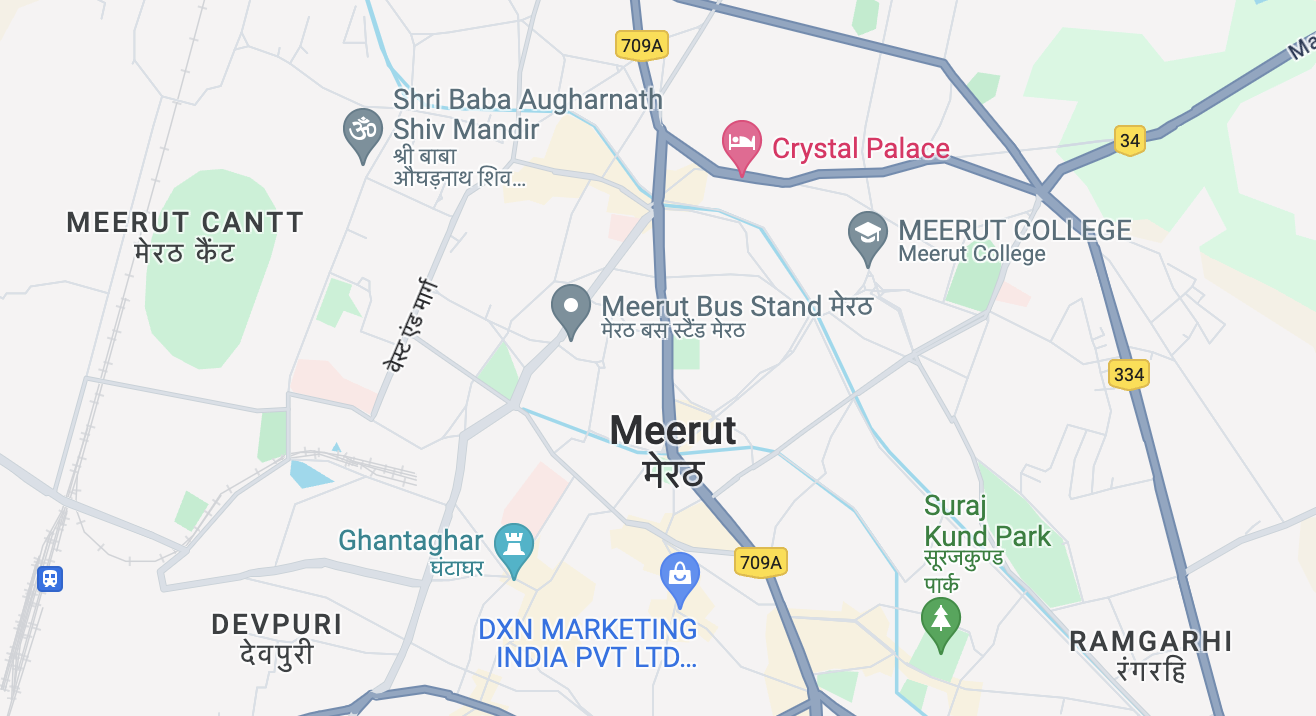 709A
Ma
Shri Baba Augharnath
Shiv Mandir
श्री बाबा
औघड़नाथ शिव...
Crystal Palace
34
MEERUT CANTT
मेरठ कैंट
MEERUT COLLEGE
Meerut College
वेस्ट एंड मार्ग
Meerut Bus Stand मेरठ
मेरठ बस स्टैंड मेरठ
334
Meerut
मेरठ
Suraj
Kund Park
सूरजकुण्ड
पार्क
Ghantaghar
घंटाघर
709A
DEVPURI
देवपुरी
DXN MARKETING
INDIA PVT LTD...
RAMGARHI
रंगरहि